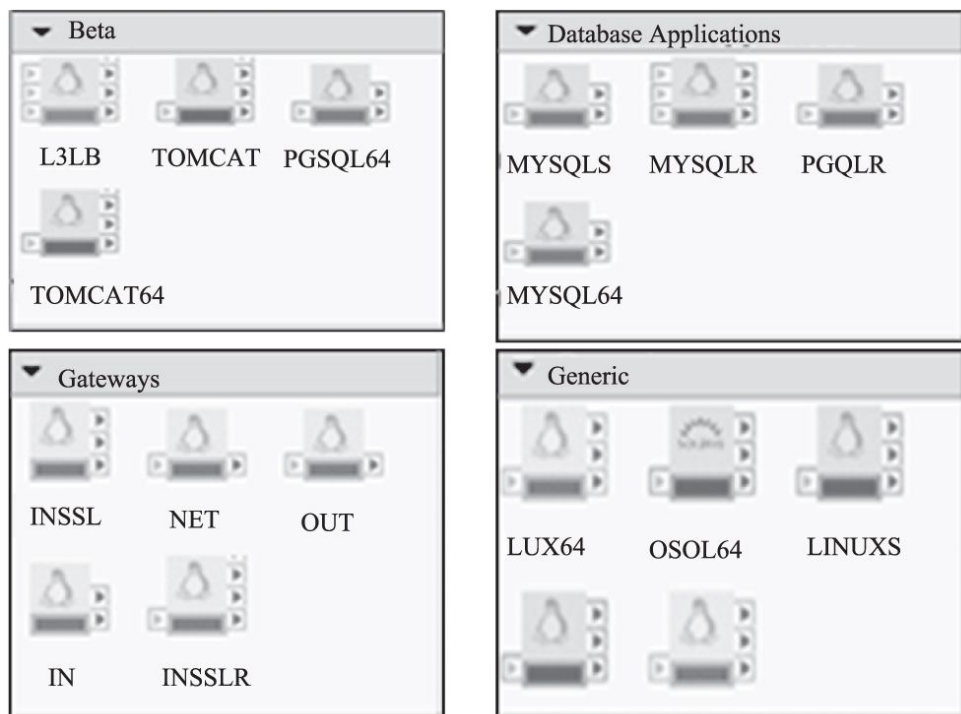 Beta
L3LB TOMCAT PGSQL64
TOMCAT64
Database Applications
MYSQLS MYSQLR PGQLR
MYSQL64
Gateways
INSSL NET OUT
IN INSSLR
Generic
LUX64 OSOL64 LINUXS